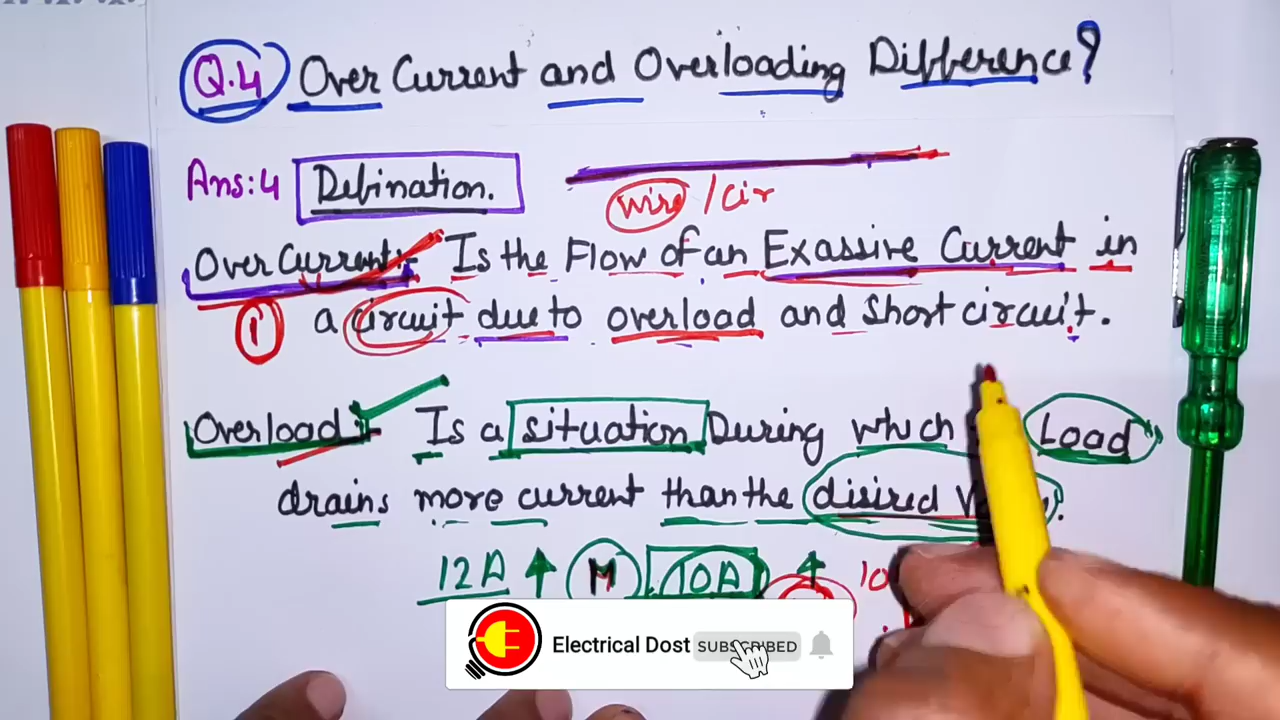 Q.4 Over Current and Overloading Difference?
Ans:4 Defination.
wire / cir
Over Current:- Is the Flow of an Exassive Current in
1 a circuit due to overload and Short circuit.
Overload:- Is a situation During which Load
drains more current than the disired
12A M 10A 10
Electrical Dost SUBSCRIBED